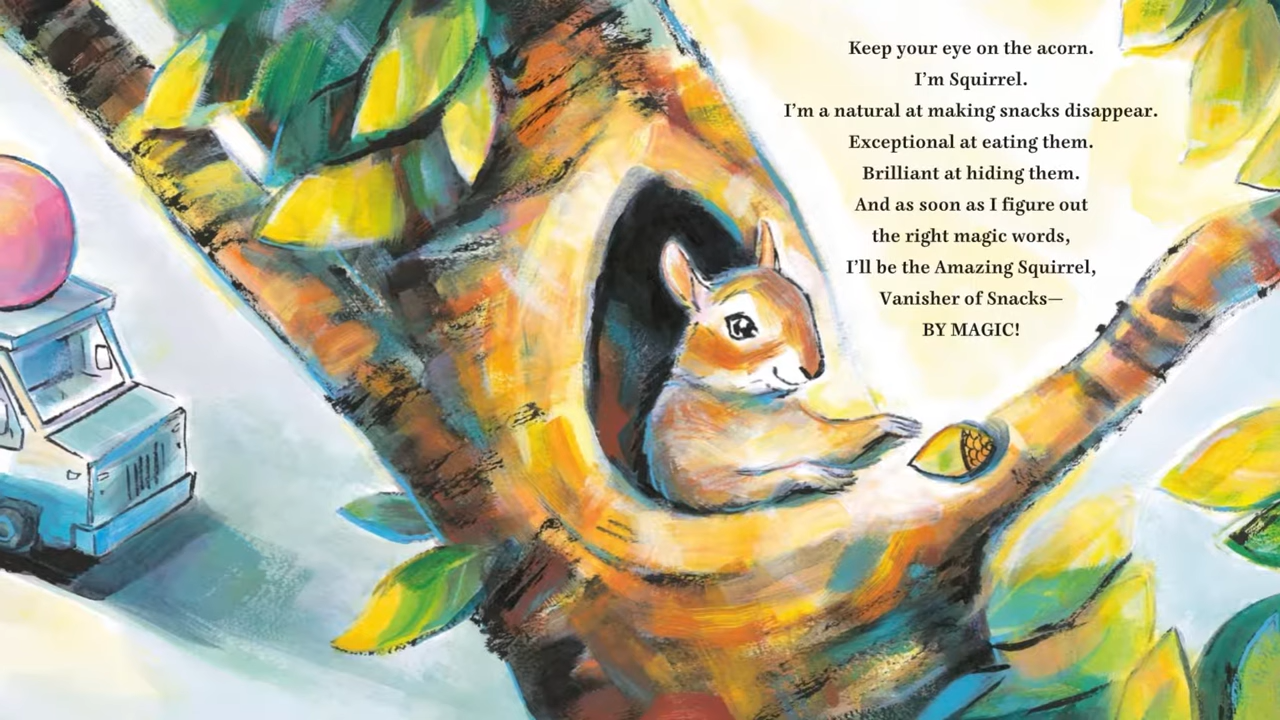 Keep your eye on the acorn.
I'm Squirrel.
I'm a natural at making snacks disappear.
Exceptional at eating them.
Brilliant at hiding them.
And as soon as I figure out
the right magic words,
I'll be the Amazing Squirrel,
Vanisher of Snacks—
BY MAGIC!